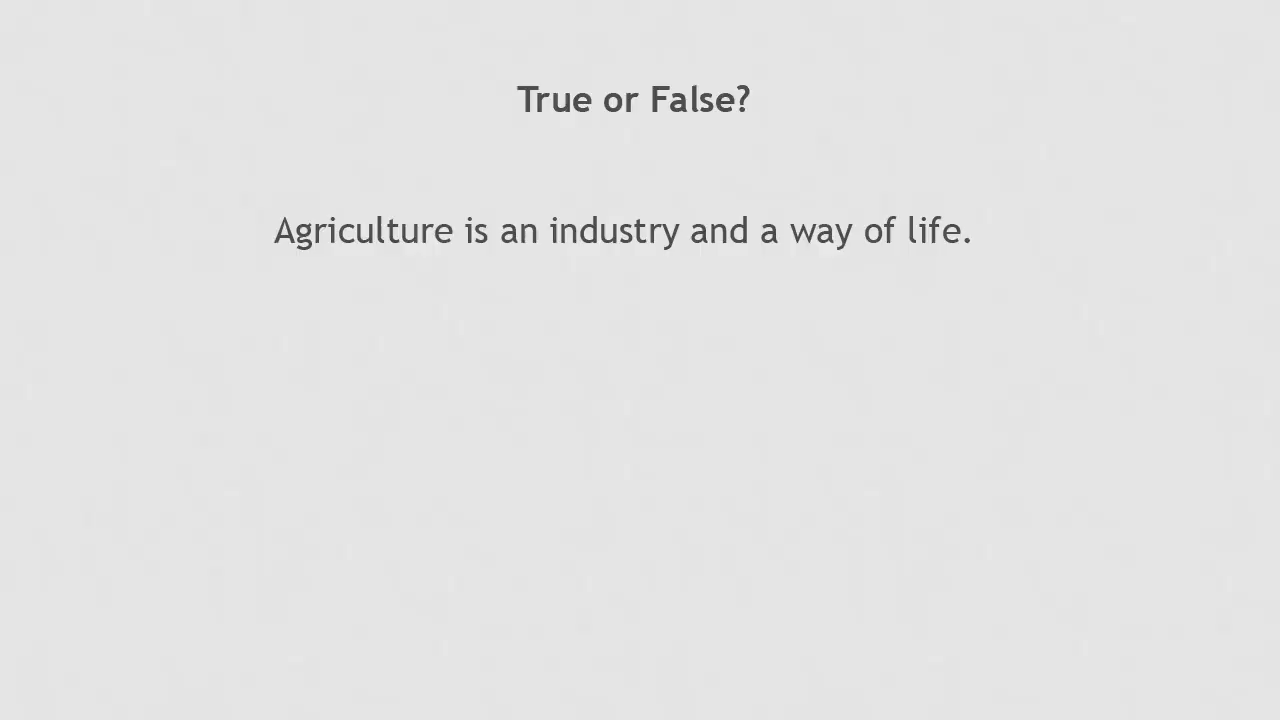 True or False?
Agriculture is an industry and a way of life.